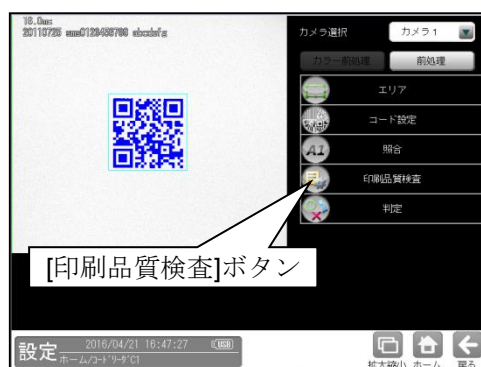 18.0ms
カメラ選択
カメラ1
カラー前処理
前処理
エリア
コード設定
照合
印刷品質検査
判定
[印刷品質検査]ボタン
設定
2016/04/21 16:47:27
USB
ホーム/コードリーダC1
拡大縮小 ホーム 戻る